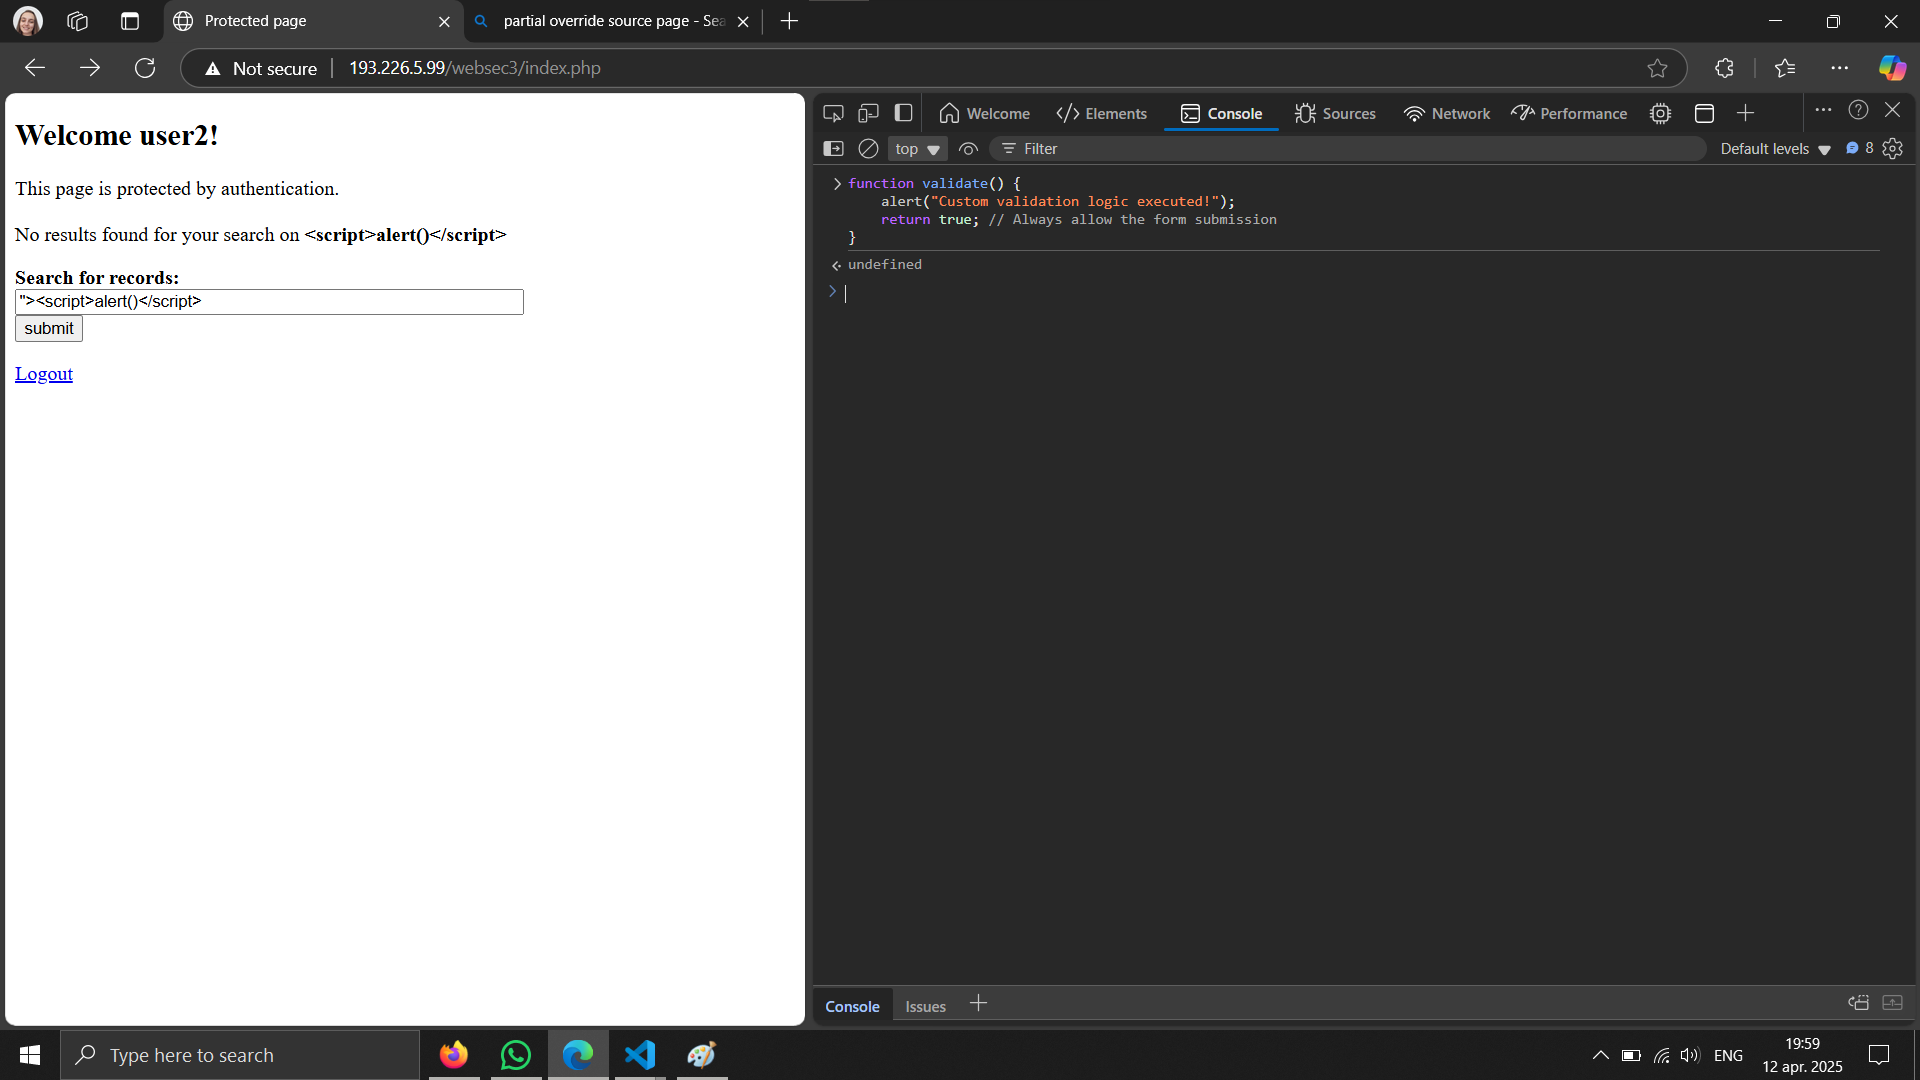 Protected page
partial override source page - Sea
Not secure
193.226.5.99/websec3/index.php
Welcome user2!
This page is protected by authentication.
No results found for your search on <script>alert()</script>
Search for records:
"><script>alert()</script>
submit
Logout
Welcome
Elements
Console
Sources
Network
Performance
top
Filter
Default levels
8
function validate() {
    alert("Custom validation logic executed!");
    return true; // Always allow the form submission
}
undefined
Console
Issues
Type here to search
ENG
19:59
12 apr. 2025